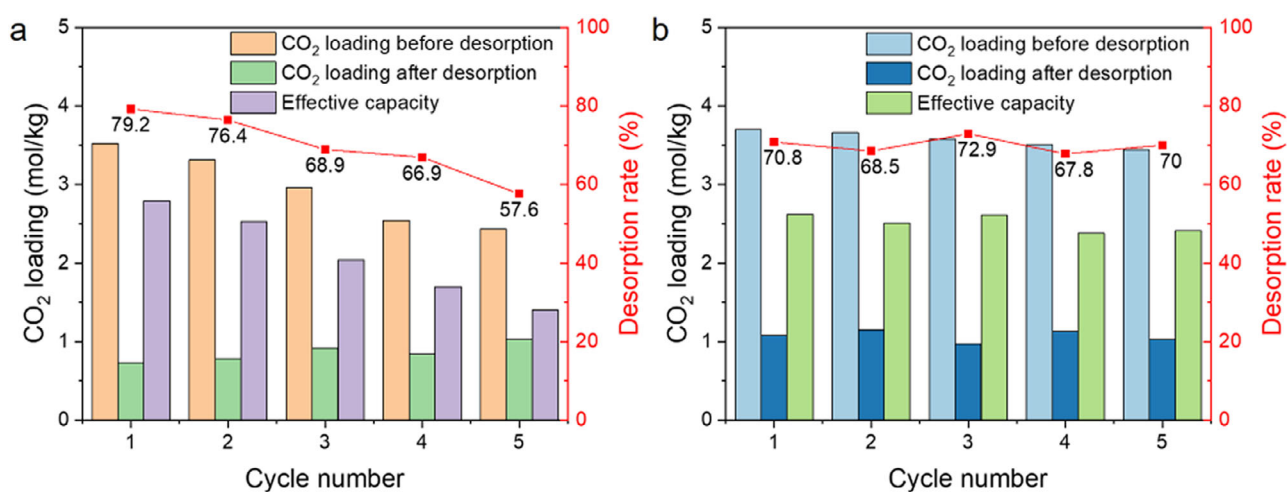 a
CO₂ loading before desorption
CO₂ loading after desorption
Effective capacity
CO₂ loading (mol/kg)
5
4
3
2
1
0
79.2
76.4
68.9
66.9
57.6
100
80
60
40
20
0
Desorption rate (%)
1 2 3 4 5
Cycle number
b
CO₂ loading before desorption
CO₂ loading after desorption
Effective capacity
CO₂ loading (mol/kg)
5
4
3
2
1
0
70.8
68.5
72.9
67.8
70
100
80
60
40
20
0
Desorption rate (%)
1 2 3 4 5
Cycle number